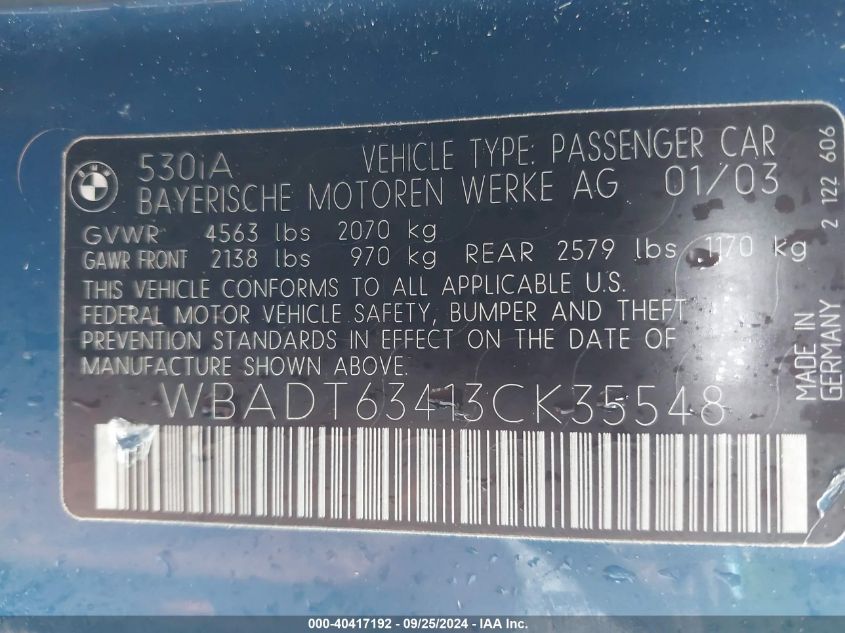 BMW
530iA VEHICLE TYPE: PASSENGER CAR
BAYERISCHE MOTOREN WERKE AG 01/03
GVWR 4563 lbs 2070 kg
GAWR FRONT 2138 lbs 970 kg REAR 2579 lbs 1170 kg
THIS VEHICLE CONFORMS TO ALL APPLICABLE U.S.
FEDERAL MOTOR VEHICLE SAFETY, BUMPER AND THEFT
PREVENTION STANDARDS IN EFFECT ON THE DATE OF
MANUFACTURE SHOWN ABOVE.
WBADT63413CK35548
2 122 606
MADE IN
GERMANY
000-40417192 - 09/25/2024 - IAA Inc.